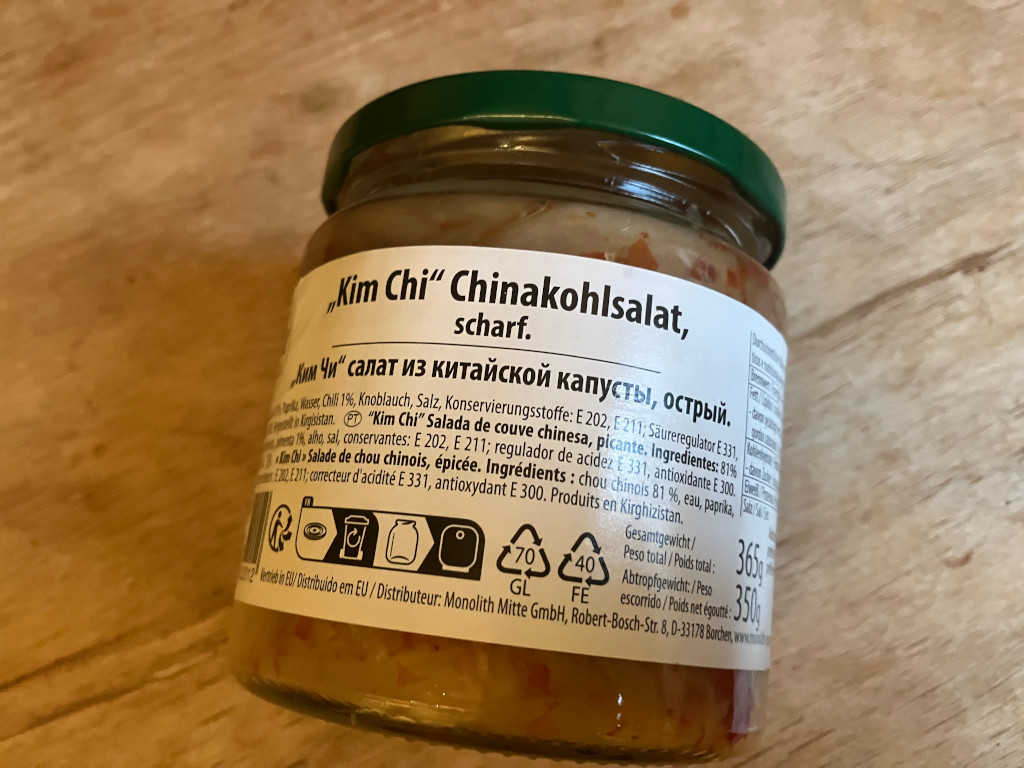 „Kim Chi“ Chinakohlsalat,
scharf.
„Ким Чи“ салат из китайской капусты, острый.
Paprika, Wasser, Chili 1%, Knoblauch, Salz, Konservierungsstoffe: E 202, E 211; Säureregulator E 331,
in Kirgisistan. PT “Kim Chi” Salada de couve chinesa, picante. Ingredientes: 81%
1%, alho, sal, conservantes: E 202, E 211; regulador de acidez E 331, antioxidante E 300.
« Kim Chi » Salade de chou chinois, épicée. Ingrédients : chou chinois 81 %, eau, paprika,
E 202, E 211; correcteur d'acidité E 331, antioxydant E 300. Produits en Kirghizistan.
FR
70
GL
40
FE
Gesamtgewicht /
Peso total / Poids total :
365g
Abtropfgewicht: / Peso
escorrido / Poids net égoutté :
350g
Vertrieb in EU/ Distribuido em EU / Distributeur: Monolith Mitte GmbH, Robert-Bosch-Str. 8, D-33178 Borchen,